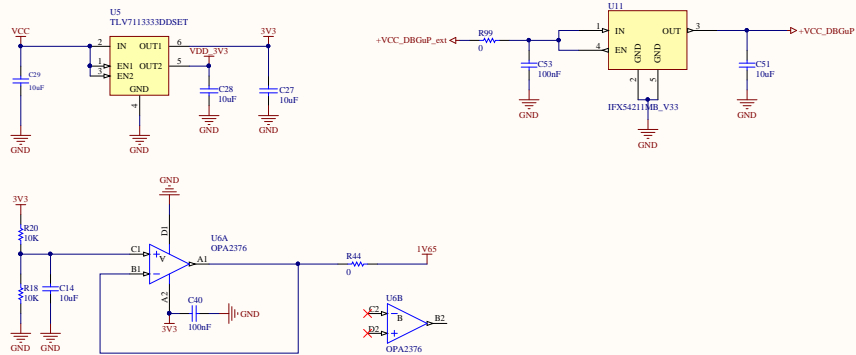 U5
TLV7113333DDSET
VCC
2 IN OUT1 6
3V3
1 EN1 OUT2 5
VDD_3V3
3 EN2
GND
4
C29
10uF
C28
10uF
C27
10uF
GND
GND
GND
GND
U11
+VCC_DBGuP_ext
R99
0
1 IN OUT 3
+VCC_DBGuP
4 EN
GND GND
2 5
C53
100nF
C51
10uF
IFX54211MB_V33
GND
GND
GND
GND
3V3
R20
10K
D1
U6A
OPA2376
C1 + V A1
B1 -
R44
0
1V65
R18
10K
C14
10uF
A2
C40
100nF
GND
3V3
GND
GND
U6B
C2 - B B2
D2 +
OPA2376